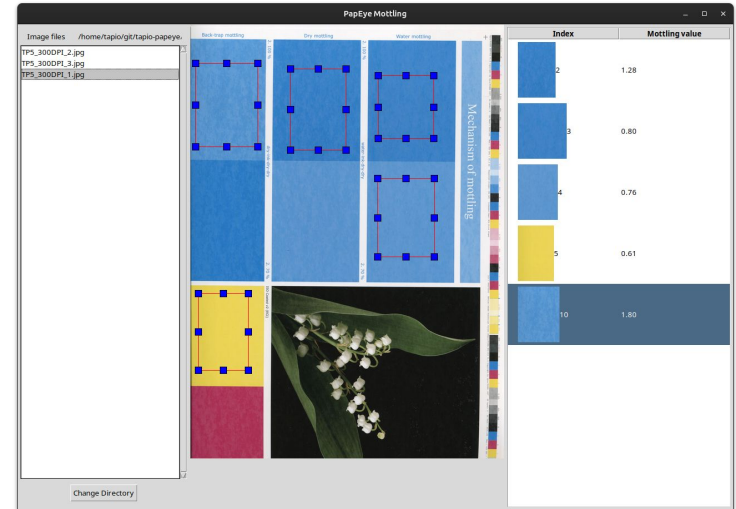 PapEye Mottling
Image files /home/tapio/git/tapio-papeye.
TP5_300DPI_2.jpg
TP5_300DPI_3.jpg
TP5_300DPI_1.jpg
Change Directory
Back-trap mottling
Dry mottling
Water mottling
Mechanism of mottling
Index Mottling value
2 1.28
3 0.80
4 0.76
5 0.61
10 1.80